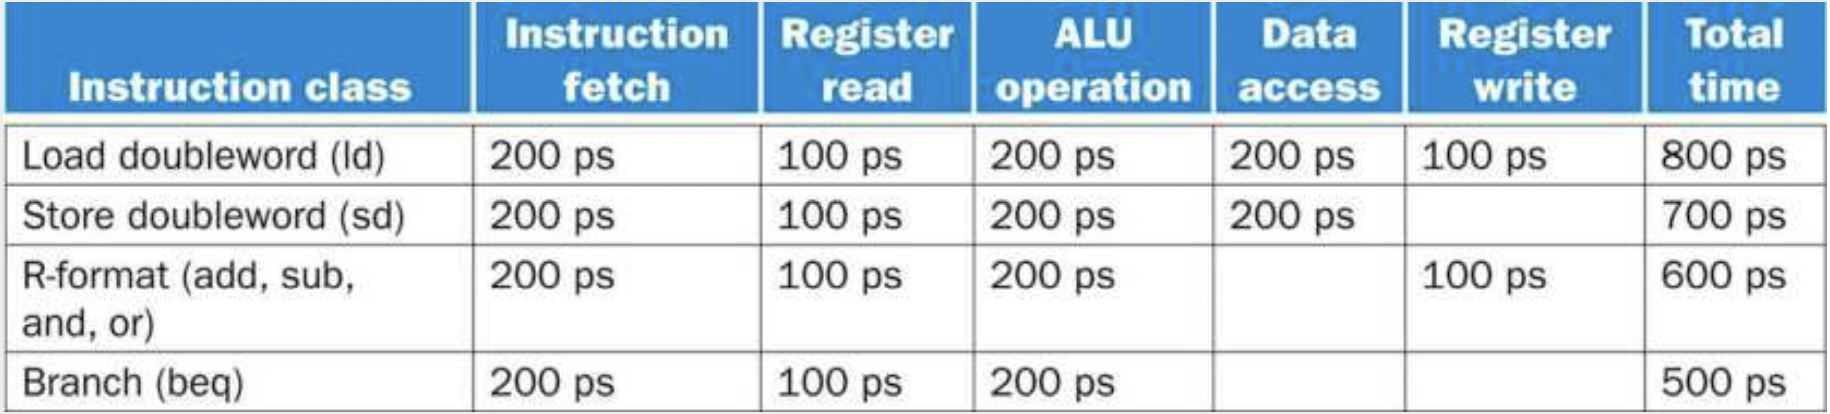 Instruction class Instruction fetch Register read ALU operation Data access Register write Total time
Load doubleword (ld) 200 ps 100 ps 200 ps 200 ps 100 ps 800 ps
Store doubleword (sd) 200 ps 100 ps 200 ps 200 ps 700 ps
R-format (add, sub, and, or) 200 ps 100 ps 200 ps 100 ps 600 ps
Branch (beq) 200 ps 100 ps 200 ps 500 ps